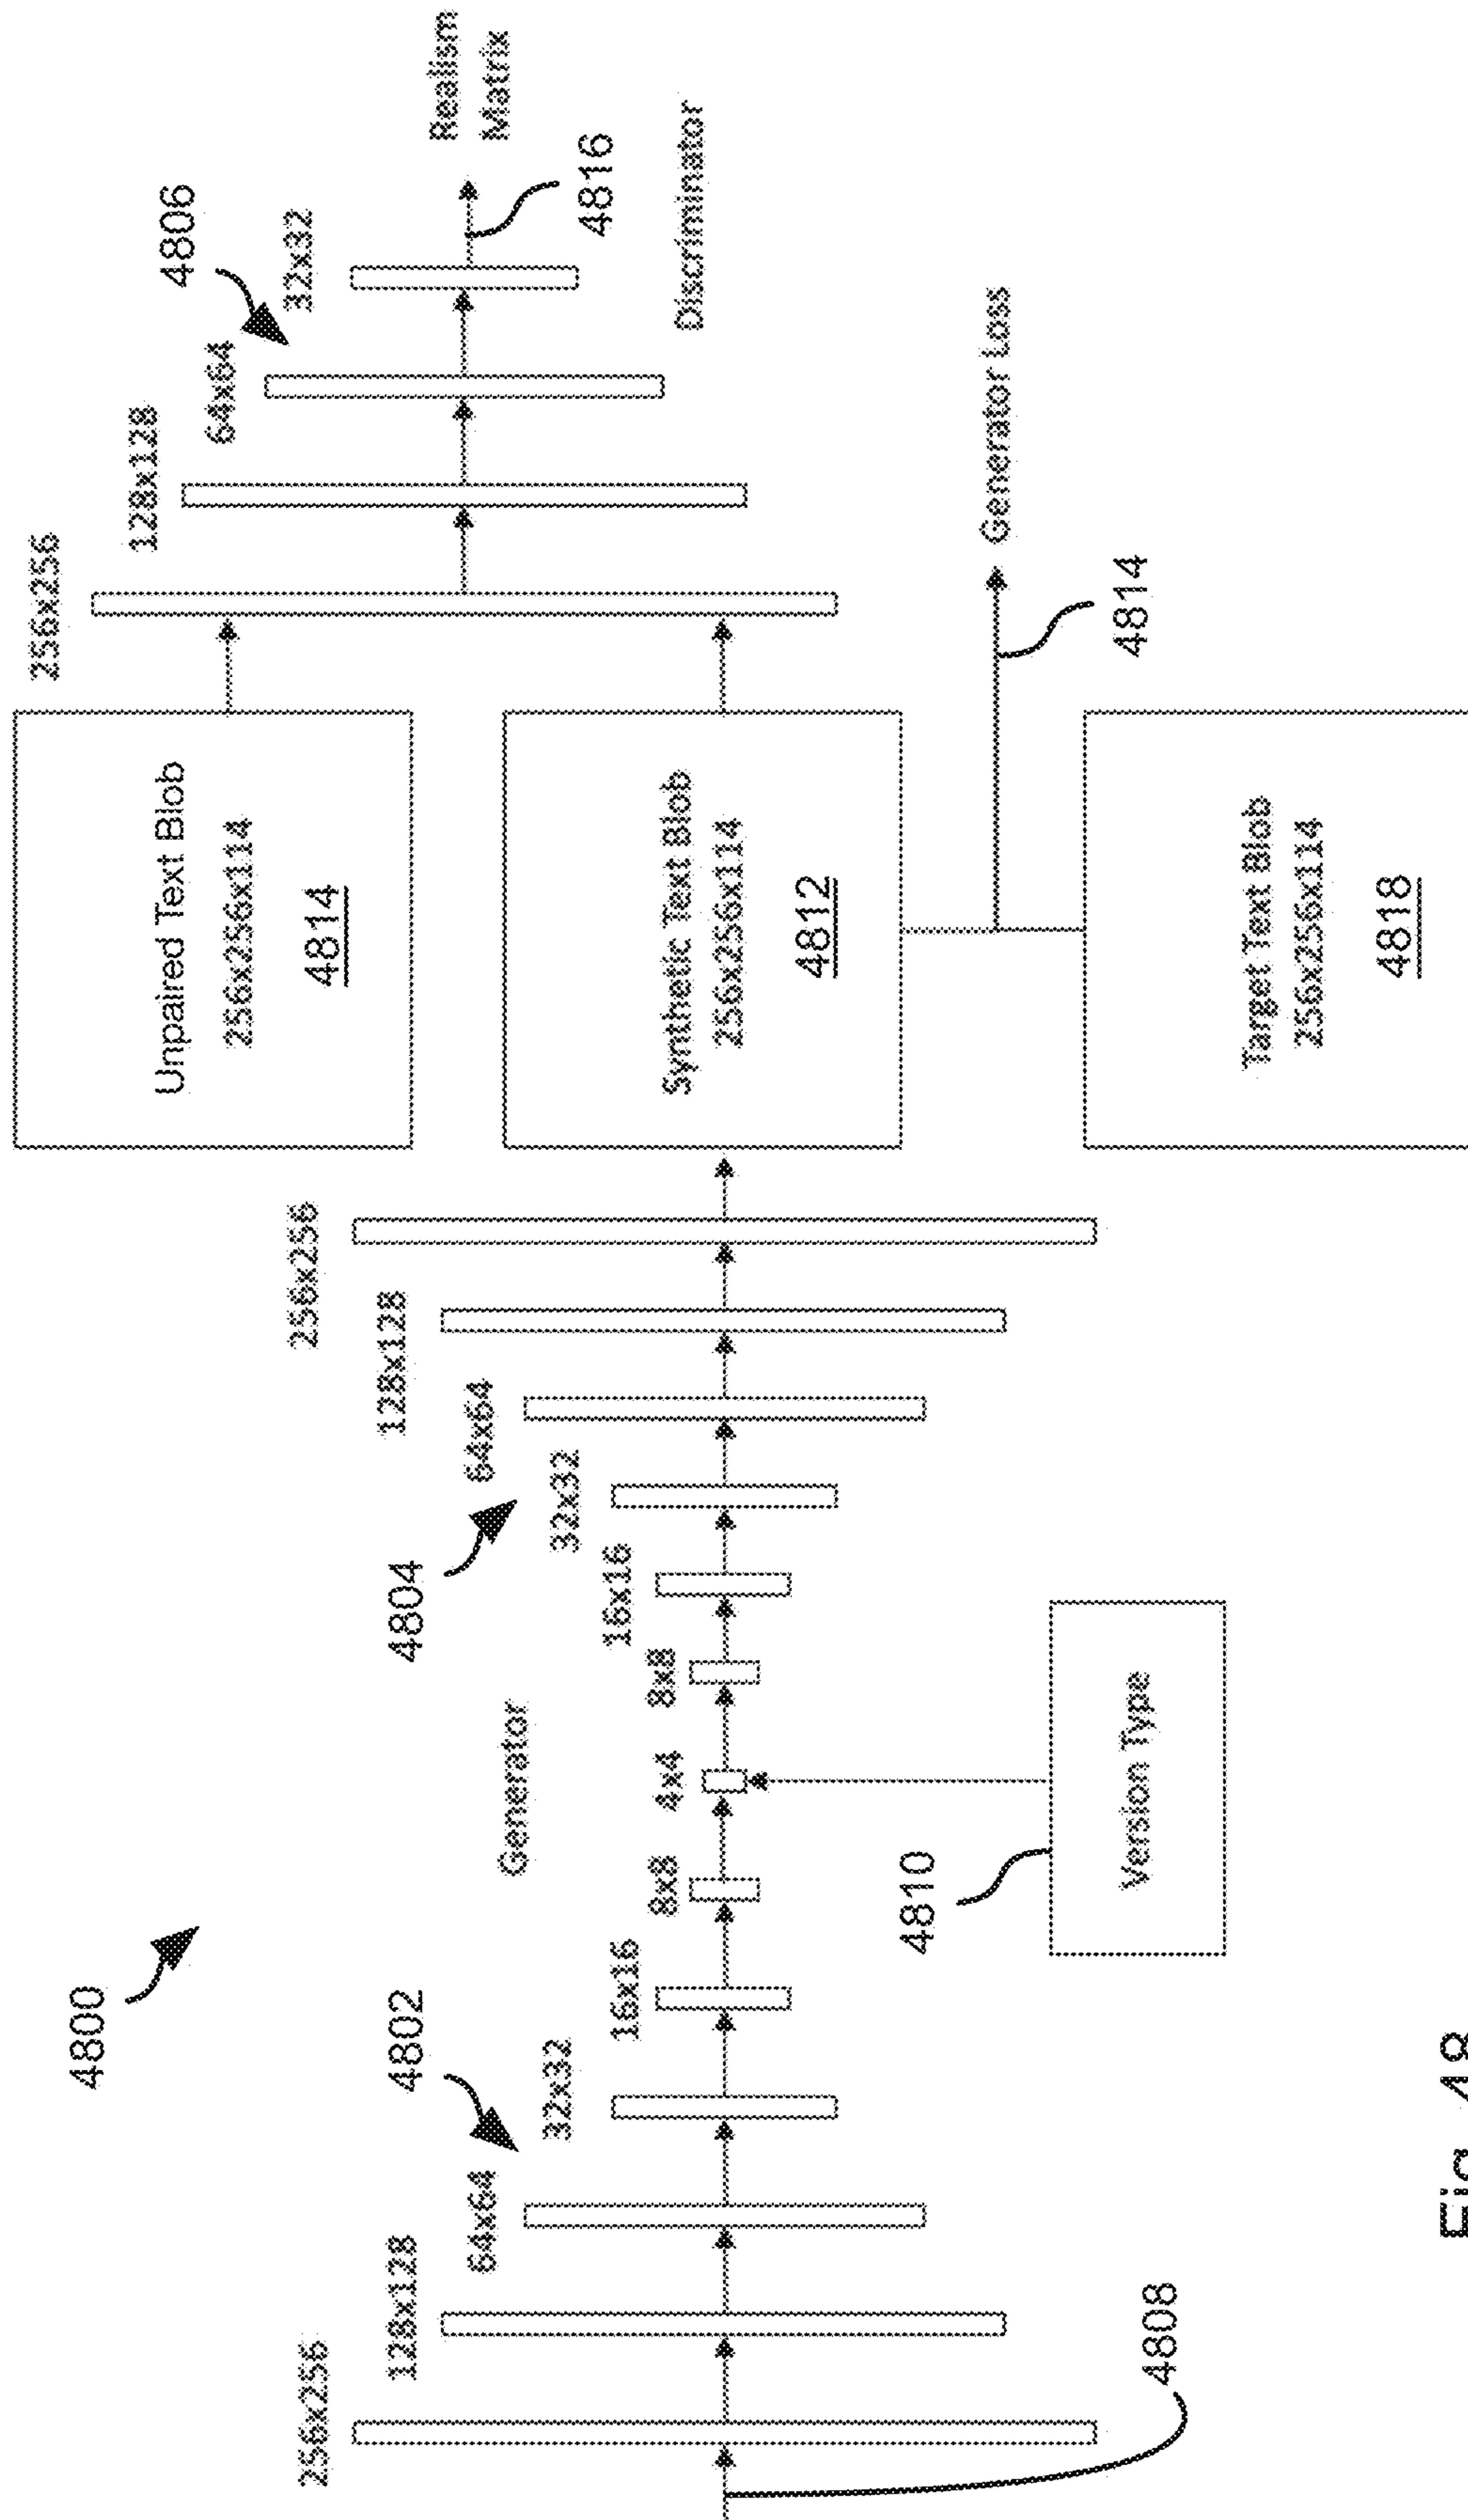 4800
256x256
128x128
64x64
32x32
16x16
8x8
4x4
8x8
16x16
32x32
64x64
128x128
256x256
4802
Generator
4804
4808
4810
Version Type
Unpaired Text Blob
256x256x114
4814
Synthetic Text Blob
256x256x114
4812
Target Text Blob
256x256x114
4818
256x256
128x128
64x64
32x32
4806
Realism
Matrix
4816
Discriminator
Generator Loss
4814
Fig. 48